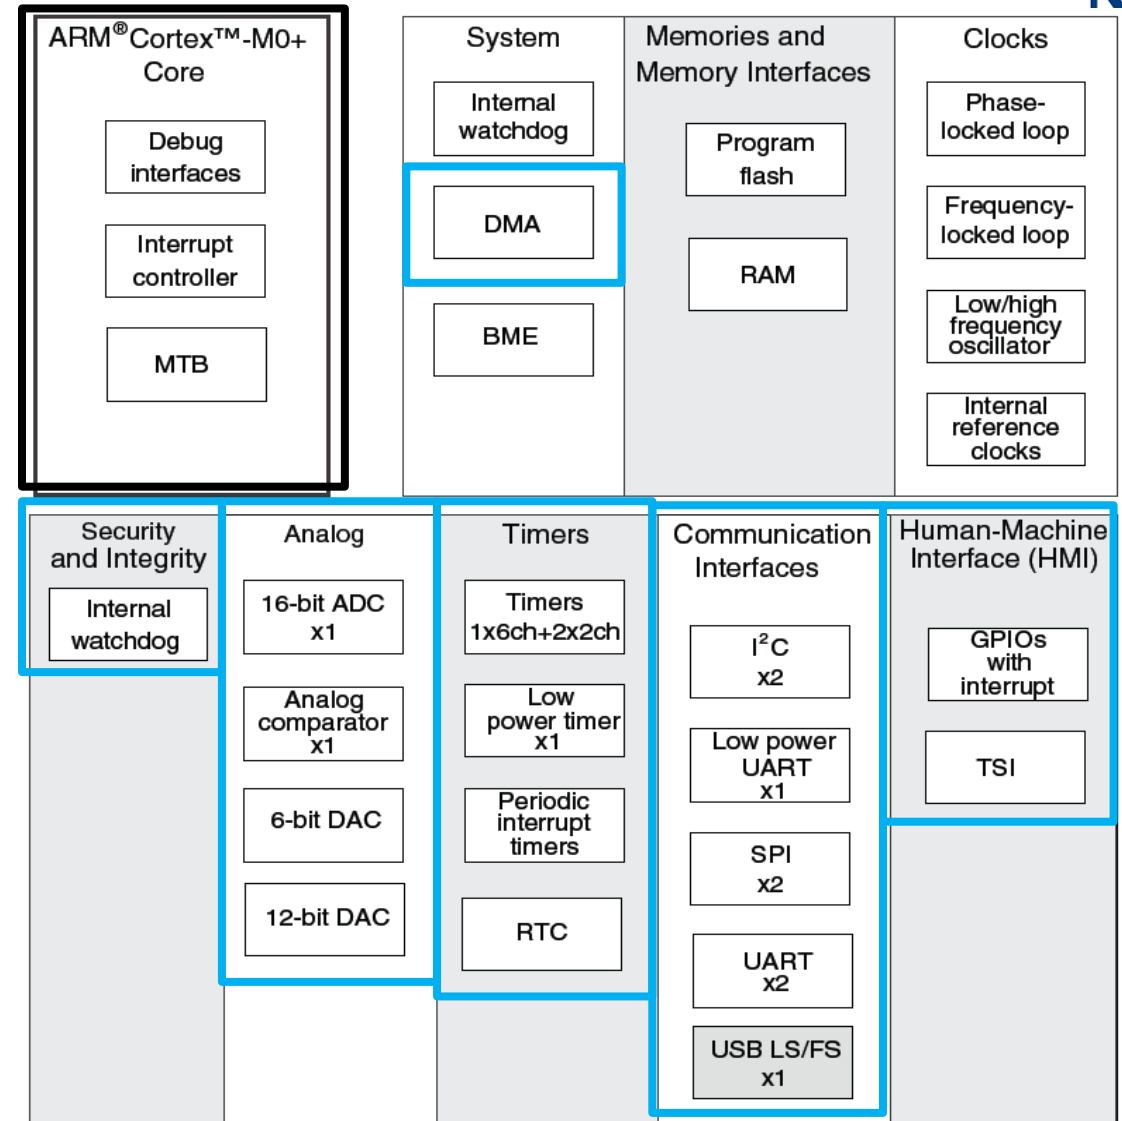 ARM®Cortex™-M0+
Core
Debug
interfaces
Interrupt
controller
MTB
System
Internal
watchdog
DMA
BME
Memories and
Memory Interfaces
Program
flash
RAM
Clocks
Phase-
locked loop
Frequency-
locked loop
Low/high
frequency
oscillator
Internal
reference
clocks
Security
and Integrity
Internal
watchdog
Analog
16-bit ADC
x1
Analog
comparator
x1
6-bit DAC
12-bit DAC
Timers
Timers
1x6ch+2x2ch
Low
power timer
x1
Periodic
interrupt
timers
RTC
Communication
Interfaces
I²C
x2
Low power
UART
x1
SPI
x2
UART
x2
USB LS/FS
x1
Human-Machine
Interface (HMI)
GPIOs
with
interrupt
TSI